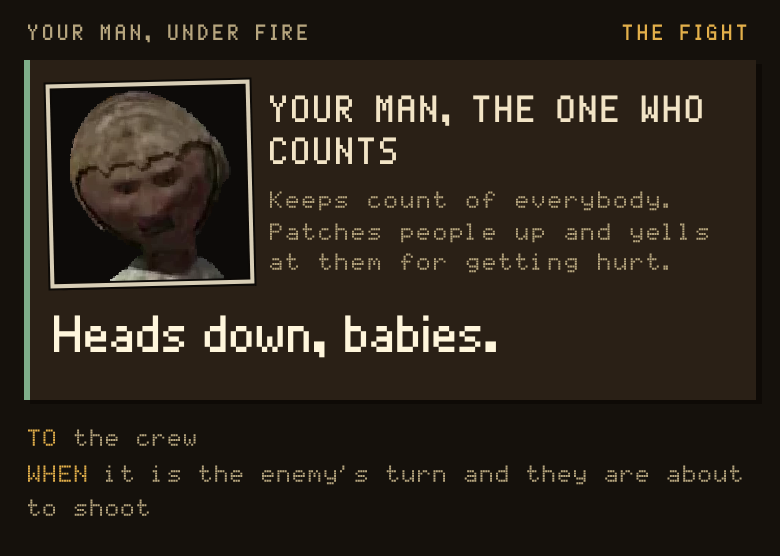 YOUR MAN, UNDER FIRE
THE FIGHT
YOUR MAN, THE ONE WHO
COUNTS
Keeps count of everybody.
Patches people up and yells
at them for getting hurt.
Heads down, babies.
TO the crew
WHEN it is the enemy's turn and they are about
to shoot